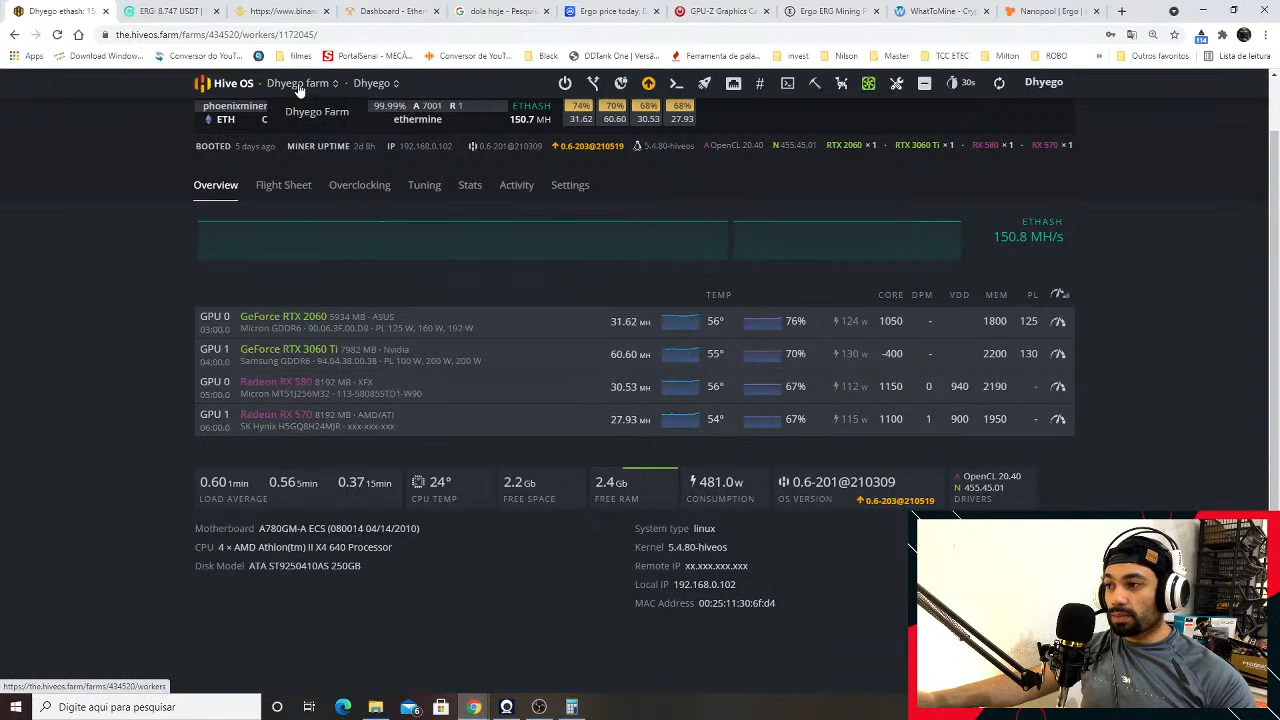 Dhyego ethash: 15(
ERG: 8.747 USDT |
https://www.binanc
Dashboard - Etherm
dola hoje - Pesquis
Ergo price today, E
GPU-Z Graphics Ca
Ergo ERG Mining Pr
WhatToMine - Cryp
Nanopool | Ergo |
the.hiveos.farm/farms/434520/workers/1172045/
114
Apps Download Window... Conversor de YouT... filmes PortalSenai - MECÂ... Conversor de YouT... DDTank One | Versã... Ferramenta de palav... invest Nilson Master TCC ETEC Milton ROBO Outros favoritos Lista de leitura
Hive OS · Dhyego farm · Dhyego 30s Dhyego
phoenixminer 99.99% A 7001 R 1 ETHASH 74% 70% 68% 68%
Dhyego Farm
ETH C ethermine 150.7 MH 31.62 60.60 30.53 27.93
BOOTED 5 days ago MINER UPTIME 2d 8h IP 192.168.0.102 0.6-201@210309 0.6-203@210519 5.4.80-hiveos A OpenCL 20.40 N 455.45.01 RTX 2060 × 1 RTX 3060 Ti × 1 RX 580 × 1 RX 570 × 1
Overview Flight Sheet Overclocking Tuning Stats Activity Settings
ETHASH
150.8 MH/s
TEMP CORE DPM VDD MEM PL
GPU 0 GeForce RTX 2060 5934 MB · ASUS 31.62 MH 56° 76% 124 W 1050 - 1800 125
03:00.0 Micron GDDR6 · 90.06.3F.00.D8 · PL 125 W, 160 W, 192 W
GPU 1 GeForce RTX 3060 Ti 7982 MB · Nvidia 60.60 MH 55° 70% 130 W -400 - 2200 130
04:00.0 Samsung GDDR6 · 94.04.38.00.38 · PL 100 W, 200 W, 200 W
GPU 0 Radeon RX 580 8192 MB · XFX 30.53 MH 56° 67% 112 W 1150 0 940 2190 -
05:00.0 Micron MT51J256M32 · 113-58085STD1-W90
GPU 1 Radeon RX 570 8192 MB · AMD/ATI 27.93 MH 54° 67% 115 W 1100 1 900 1950 -
06:00.0 SK Hynix H5GQ8H24MJR · xxx-xxx-xxx
0.60 1min 0.56 5min 0.37 15min 24° 2.2 Gb 2.4 Gb 481.0 W 0.6-201@210309 A OpenCL 20.40
N 455.45.01
LOAD AVERAGE CPU TEMP FREE SPACE FREE RAM CONSUMPTION OS VERSION 0.6-203@210519 DRIVERS
Motherboard A780GM-A ECS (080014 04/14/2010) System type linux
CPU 4 × AMD Athlon(tm) II X4 640 Processor Kernel 5.4.80-hiveos
Disk Model ATA ST9250410AS 250GB Remote IP xx.xxx.xxx.xxx
Local IP 192.168.0.102
MAC Address 00:25:11:30:6f:d4
https://the.hiveos.farm/farms/434520/workers
Digite aqui para pesquisar 6